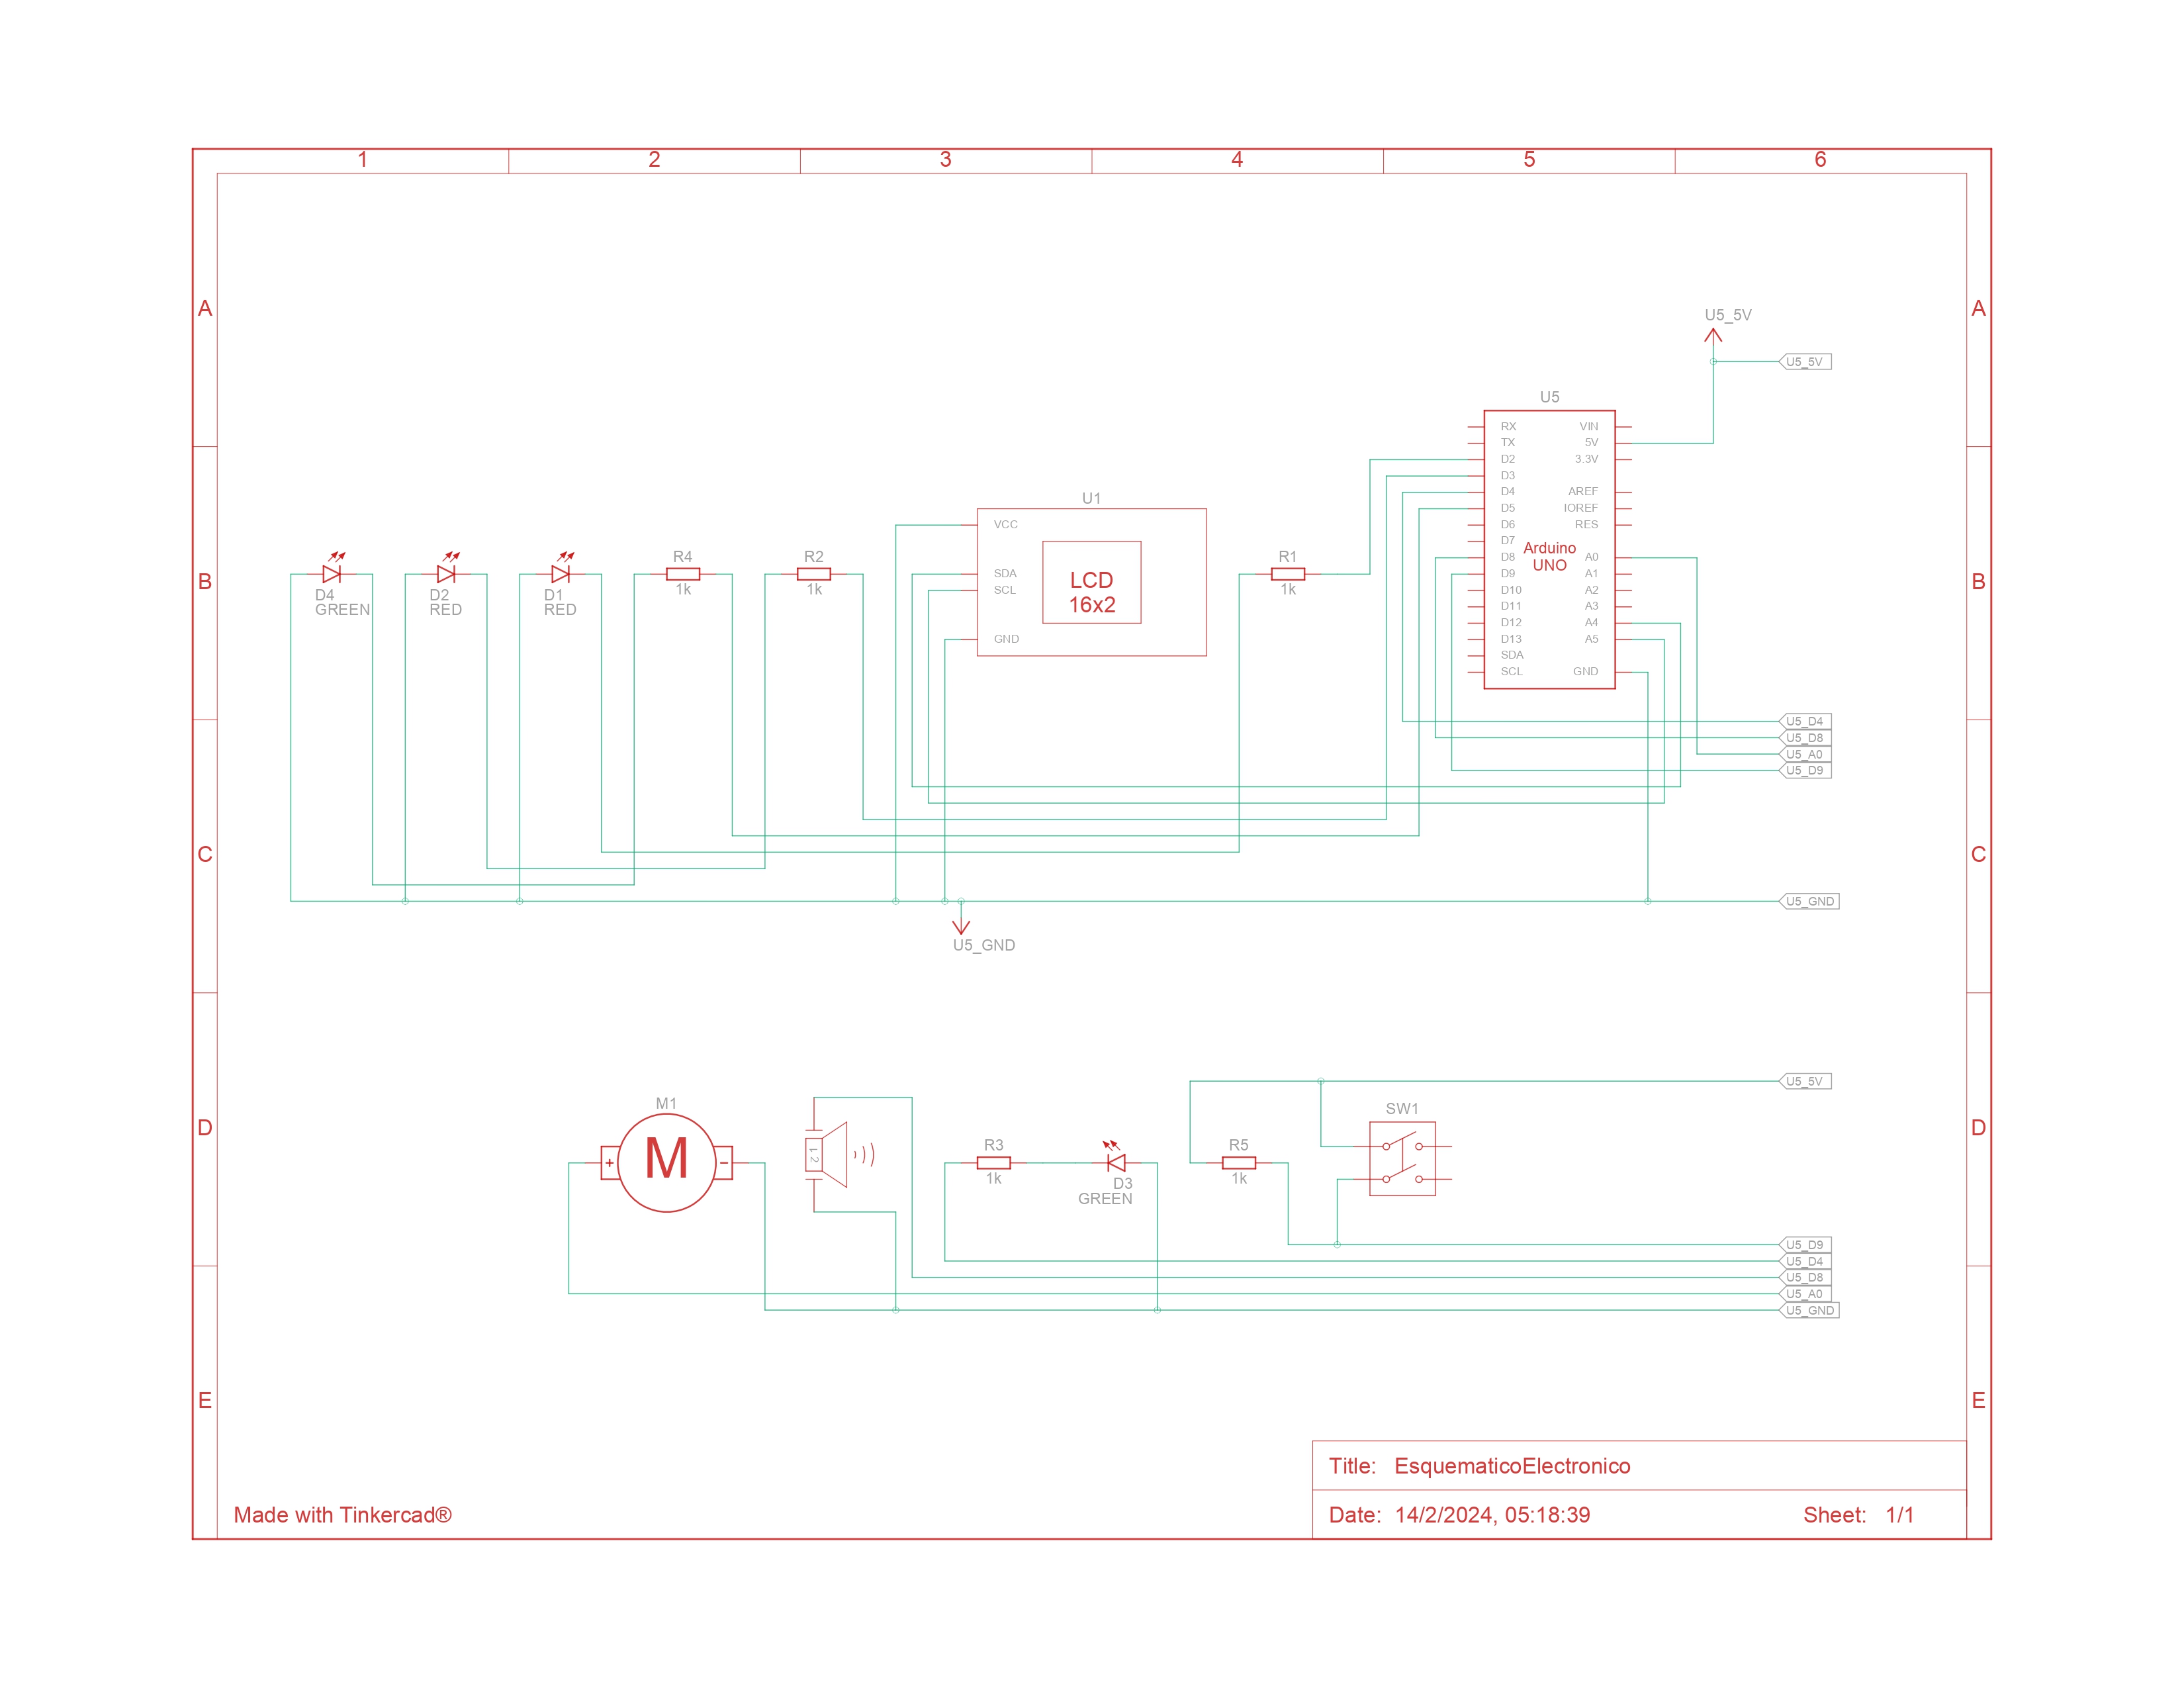 1 2 3 4 5 6
A A
U5_5V
U5_5V
U5
RX VIN
TX 5V
D2 3.3V
D3
D4 AREF
D5 IOREF
D6 RES
D7
D8 A0
D9 A1
D10 A2
D11 A3
D12 A4
D13 A5
SDA
SCL GND
Arduino
UNO
U1
VCC
SDA
SCL
GND
LCD
16x2
B B
D4
GREEN
D2
RED
D1
RED
R4
1k
R2
1k
R1
1k
U5_D4
U5_D8
U5_A0
U5_D9
C C
U5_GND
U5_GND
U5_5V
D D
M1
+ M -
1 2
R3
1k
D3
GREEN
R5
1k
SW1
U5_D9
U5_D4
U5_D8
U5_A0
U5_GND
E E
Title: EsquematicoElectronico
Made with Tinkercad®
Date: 14/2/2024, 05:18:39 Sheet: 1/1